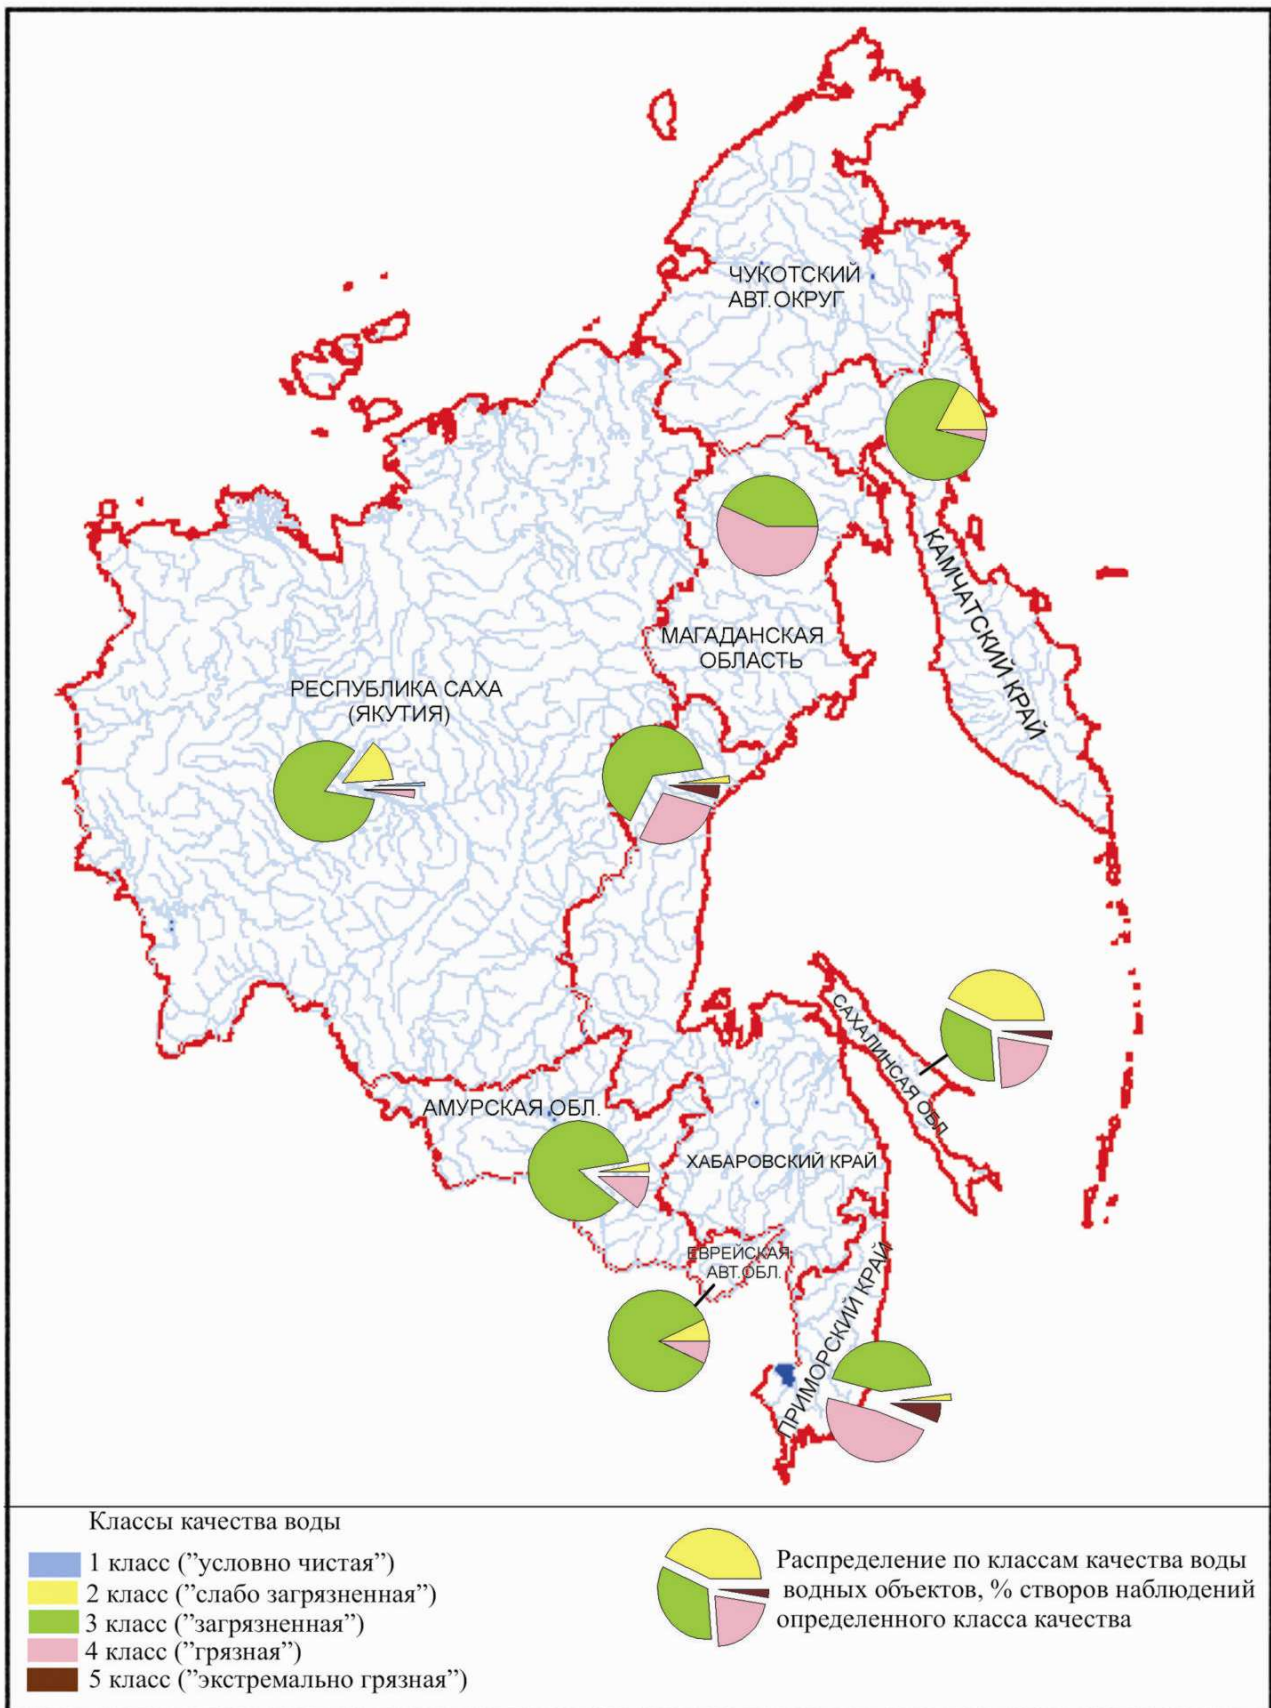 ЧУКОТСКИЙ
АВТ.ОКРУГ
КАМЧАТСКИЙ КРАЙ
МАГАДАНСКАЯ
ОБЛАСТЬ
РЕСПУБЛИКА САХА
(ЯКУТИЯ)
САХАЛИНСАЯ ОБЛ
АМУРСКАЯ ОБЛ.
ХАБАРОВСКИЙ КРАЙ
ЕВРЕЙСКАЯ
АВТ.ОБЛ.
ПРИМОРСКИЙ КРАЙ
Классы качества воды
1 класс ("условно чистая")
2 класс ("слабо загрязненная")
3 класс ("загрязненная")
4 класс ("грязная")
5 класс ("экстремально грязная")
Распределение по классам качества воды
водных объектов, % створов наблюдений
определенного класса качества